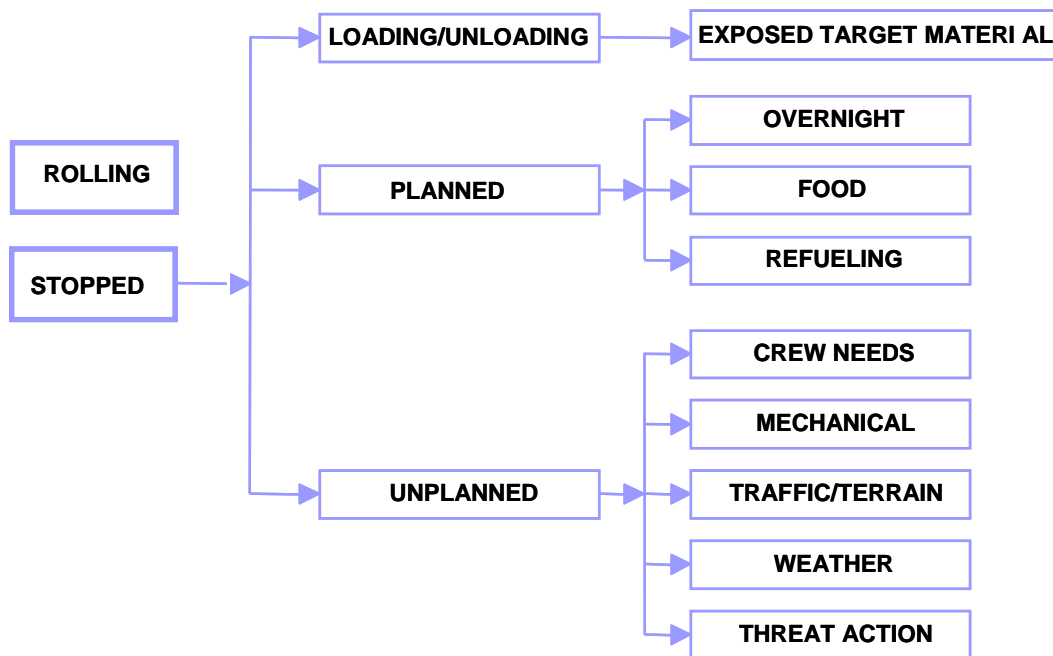 LOADING/UNLOADING
EXPOSED TARGET MATERI AL
OVERNIGHT
ROLLING
PLANNED
FOOD
STOPPED
REFUELING
CREW NEEDS
MECHANICAL
UNPLANNED
TRAFFIC/TERRAIN
WEATHER
THREAT ACTION